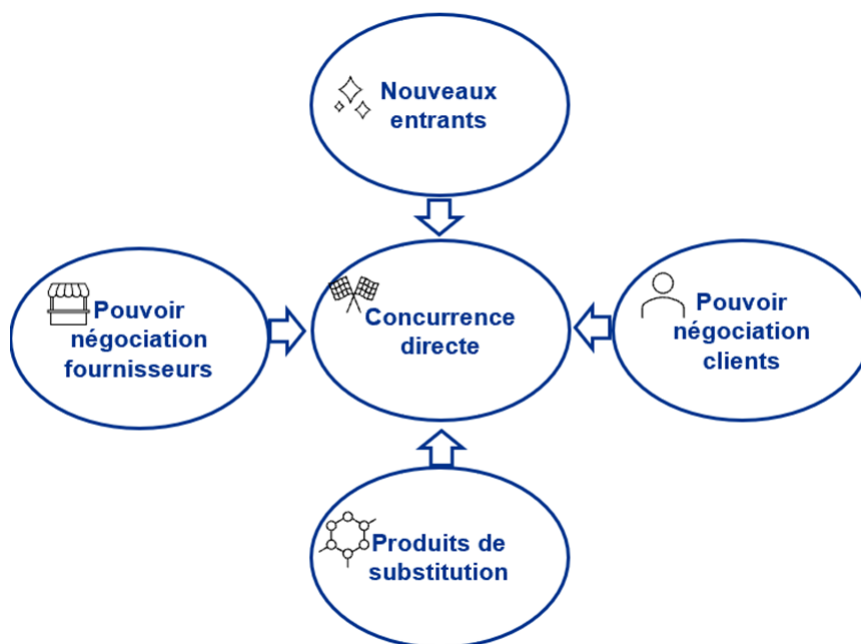 Nouveaux
entrants
Pouvoir
négociation
fournisseurs
Concurrence
directe
Pouvoir
négociation
clients
Produits de
substitution